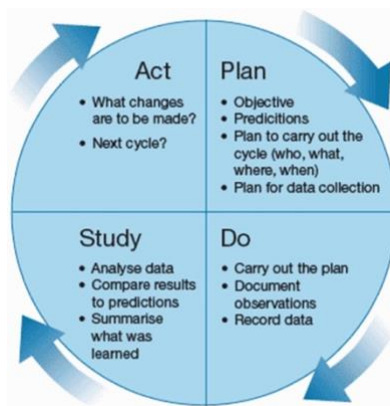 Act
• What changes
are to be made?
• Next cycle?
Plan
• Objective
• Predicitions
• Plan to carry out the
cycle (who, what,
where, when)
• Plan for data collection
Study
• Analyse data
• Compare results
to predictions
• Summarise
what was
learned
Do
• Carry out the plan
• Document
observations
• Record data